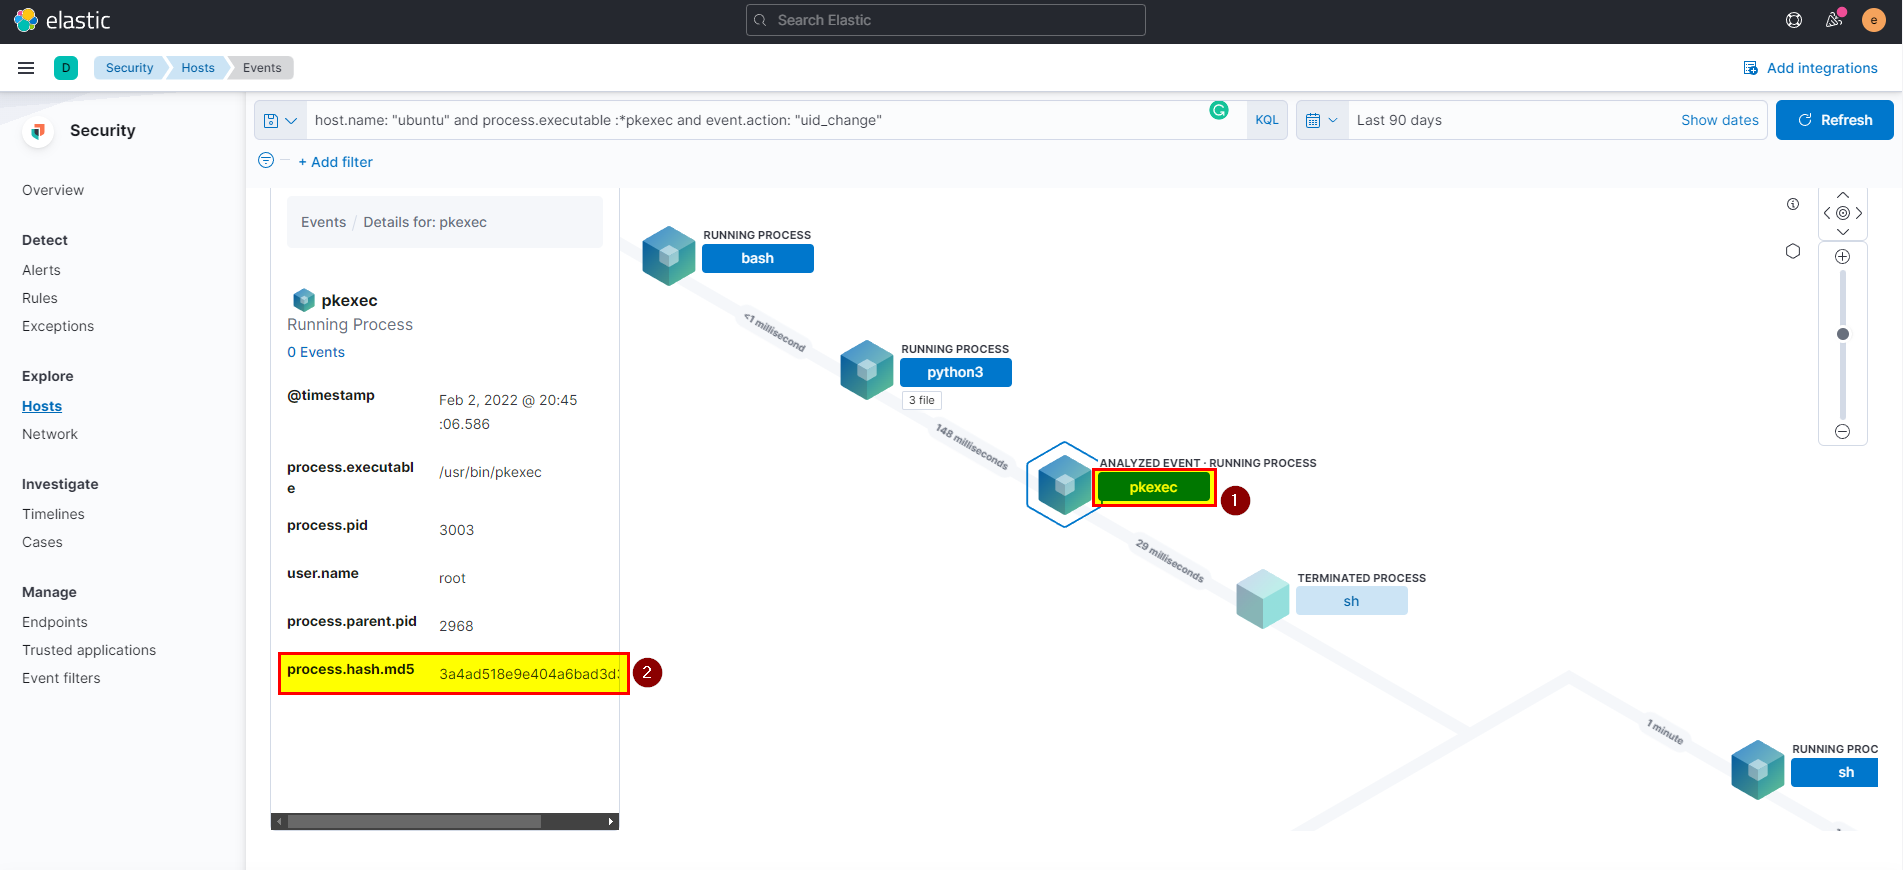 elastic
Search Elastic
e
D
Security
Hosts
Events
Add integrations
Security
host.name: "ubuntu" and process.executable :*pkexec and event.action: "uid_change"
KQL
Last 90 days
Show dates
Refresh
+ Add filter
Overview
Detect
Alerts
Rules
Exceptions
Explore
Hosts
Network
Investigate
Timelines
Cases
Manage
Endpoints
Trusted applications
Event filters
Events / Details for: pkexec
pkexec
Running Process
0 Events
@timestamp
Feb 2, 2022 @ 20:45
:06.586
process.executabl
e
/usr/bin/pkexec
process.pid
3003
user.name
root
process.parent.pid
2968
process.hash.md5
3a4ad518e9e404a6bad3d3
2
RUNNING PROCESS
bash
<1 millisecond
RUNNING PROCESS
python3
3 file
148 milliseconds
ANALYZED EVENT · RUNNING PROCESS
pkexec
1
29 milliseconds
TERMINATED PROCESS
sh
1 minute
RUNNING PROC
sh